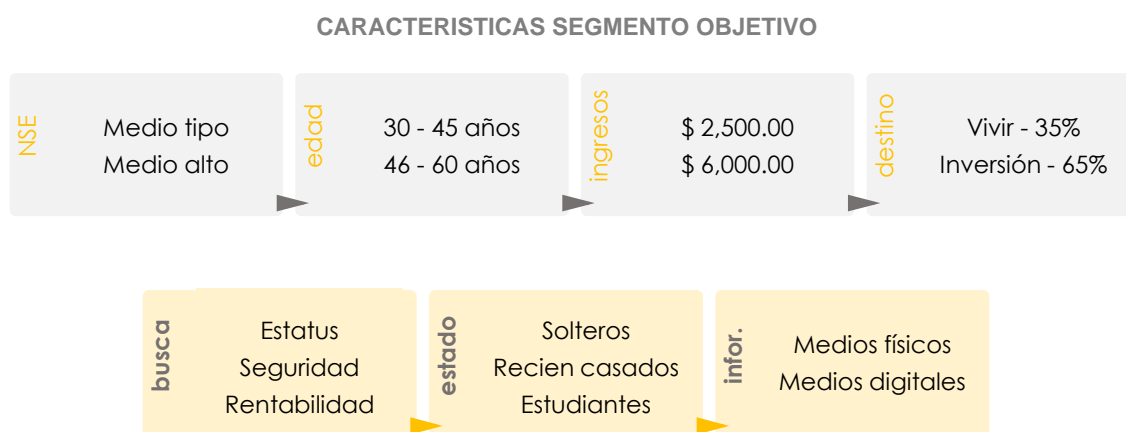 CARACTERISTICAS SEGMENTO OBJETIVO
NSE
Medio tipo
Medio alto
edad
30 - 45 años
46 - 60 años
ingresos
$ 2,500.00
$ 6,000.00
destino
Vivir - 35%
Inversión - 65%
busca
Estatus
Seguridad
Rentabilidad
estado
Solteros
Recien casados
Estudiantes
infor.
Medios físicos
Medios digitales